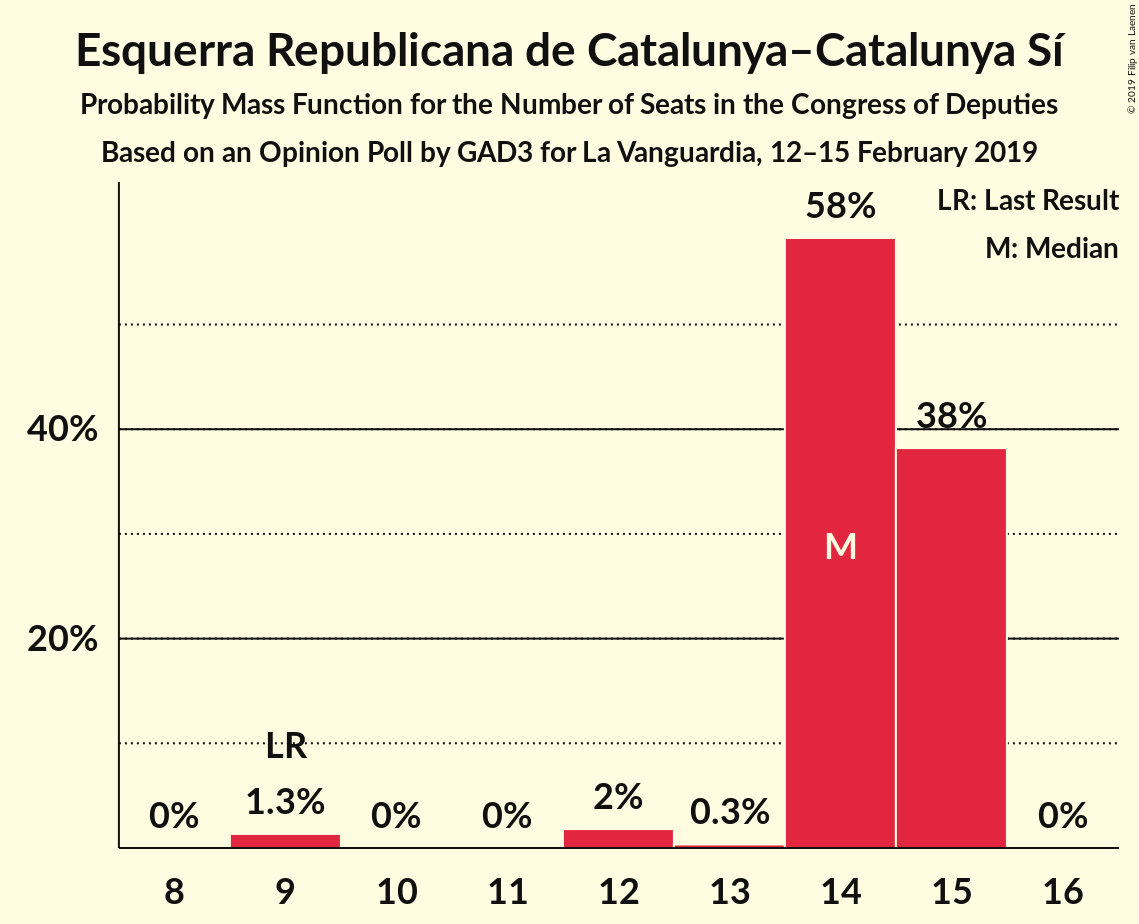 Esquerra Republicana de Catalunya–Catalunya Sí
Probability Mass Function for the Number of Seats in the Congress of Deputies
Based on an Opinion Poll by GAD3 for La Vanguardia, 12–15 February 2019
© 2019 Filip van Laenen
LR: Last Result
M: Median
58%
38%
40%
M
20%
LR
0%
1.3%
0%
0%
2%
0.3%
0%
8 9 10 11 12 13 14 15 16